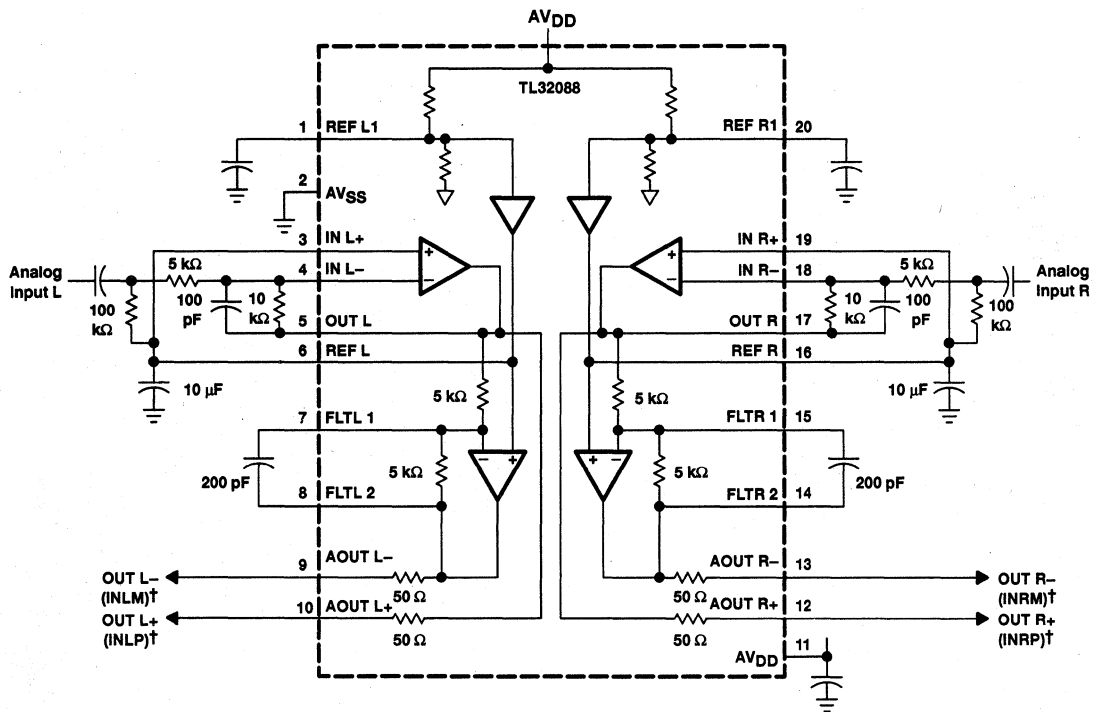 AVDD
TL32088
1 REF L1
REF R1 20
2
AVSS
3 IN L+
IN R+ 19
Analog
Input L
5 kΩ
4 IN L–
+
–
+
–
IN R– 18
5 kΩ
Analog
Input R
100
kΩ
100
pF
10
kΩ
10
kΩ
100
pF
100
kΩ
5 OUT L
OUT R 17
6 REF L
REF R 16
10 μF
10 μF
5 kΩ
5 kΩ
7 FLTL 1
FLTR 1 15
– +
+ –
200 pF
5 kΩ
5 kΩ
200 pF
8 FLTL 2
FLTR 2 14
9 AOUT L–
AOUT R– 13
OUT L–
(INLM)†
50 Ω
50 Ω
OUT R–
(INRM)†
10 AOUT L+
AOUT R+ 12
OUT L+
(INLP)†
50 Ω
50 Ω
OUT R+
(INRP)†
11
AVDD